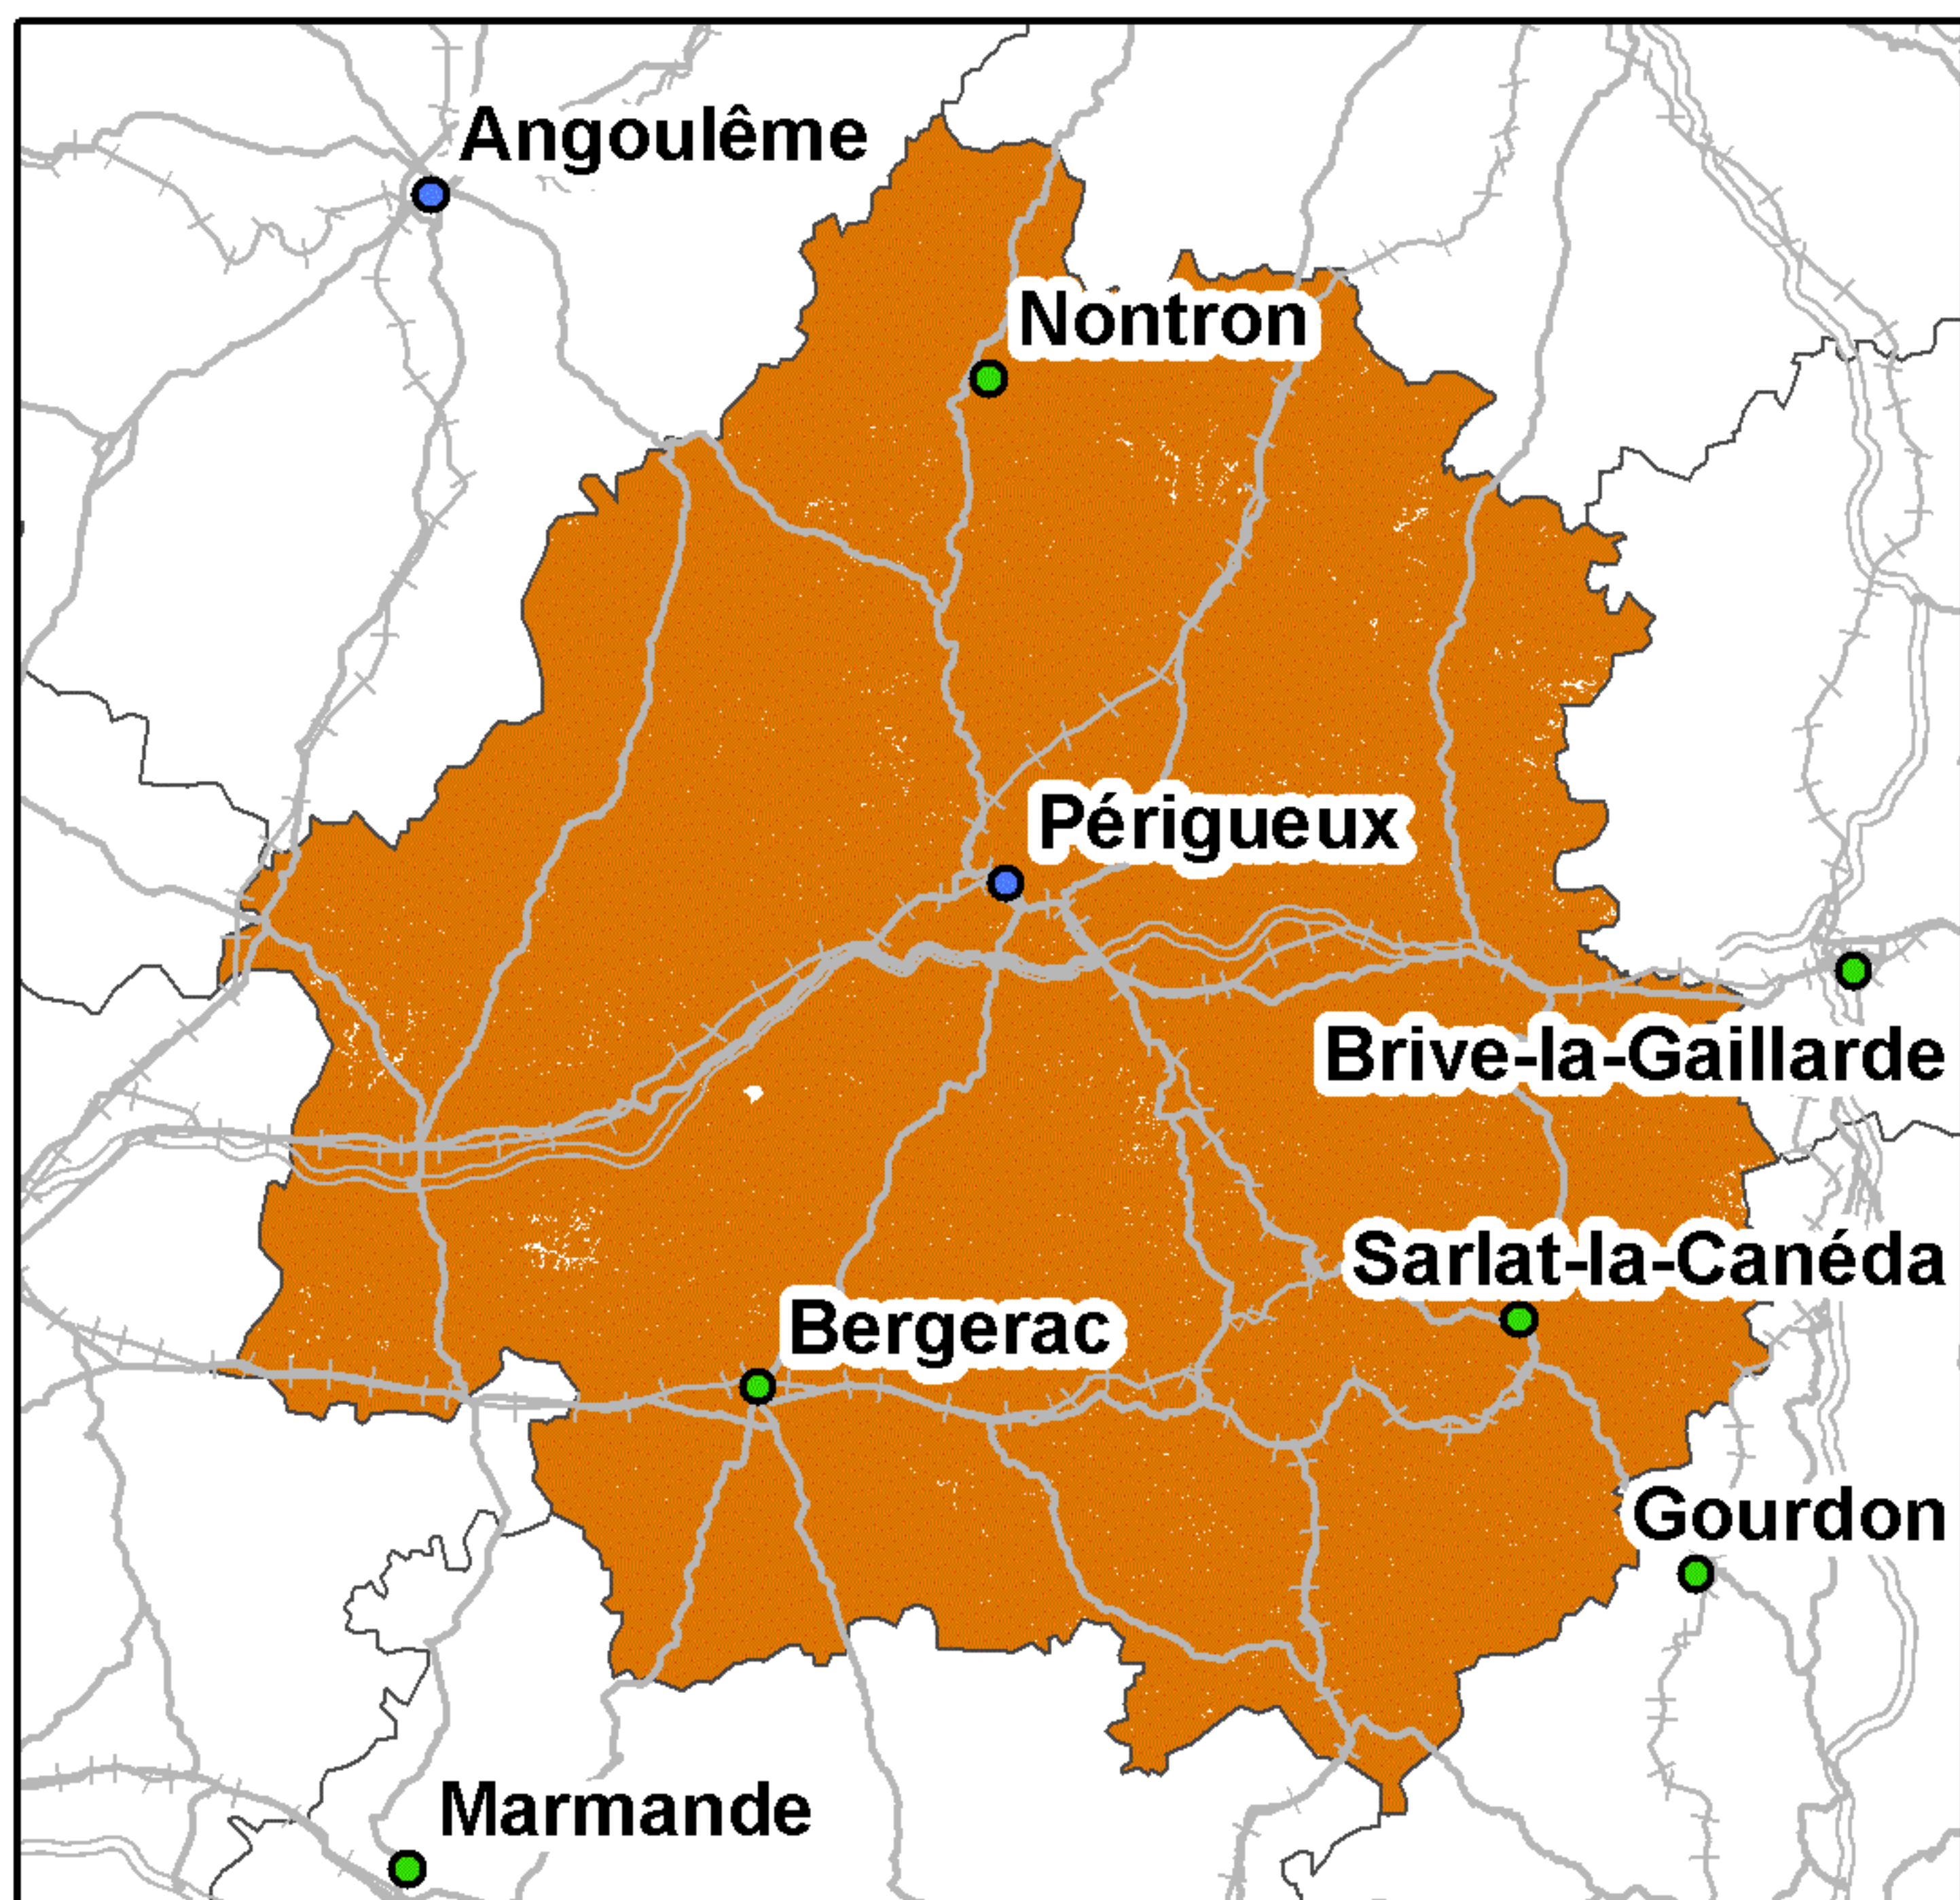 Angoulême
Nontron
Périgueux
Brive-la-Gaillarde
Sarlat-la-Canéda
Bergerac
Gourdon
Marmande